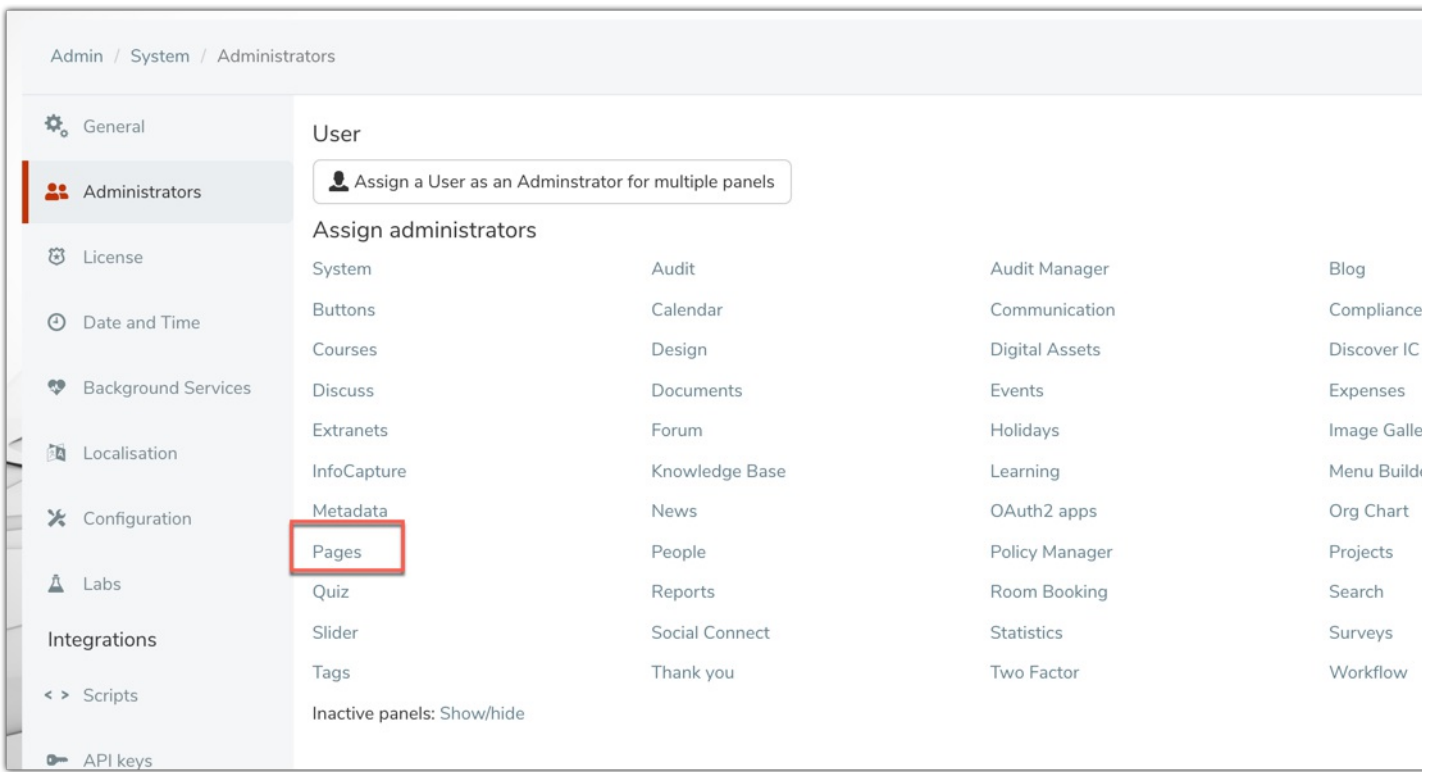 Admin / System / Administrators
General
Administrators
License
Date and Time
Background Services
Localisation
Configuration
Labs
Integrations
< > Scripts
API keys
User
Assign a User as an Adminstrator for multiple panels
Assign administrators
System Audit Audit Manager Blog
Buttons Calendar Communication Compliance
Courses Design Digital Assets Discover IC
Discuss Documents Events Expenses
Extranets Forum Holidays Image Galle
InfoCapture Knowledge Base Learning Menu Builde
Metadata News OAuth2 apps Org Chart
Pages People Policy Manager Projects
Quiz Reports Room Booking Search
Slider Social Connect Statistics Surveys
Tags Thank you Two Factor Workflow
Inactive panels: Show/hide